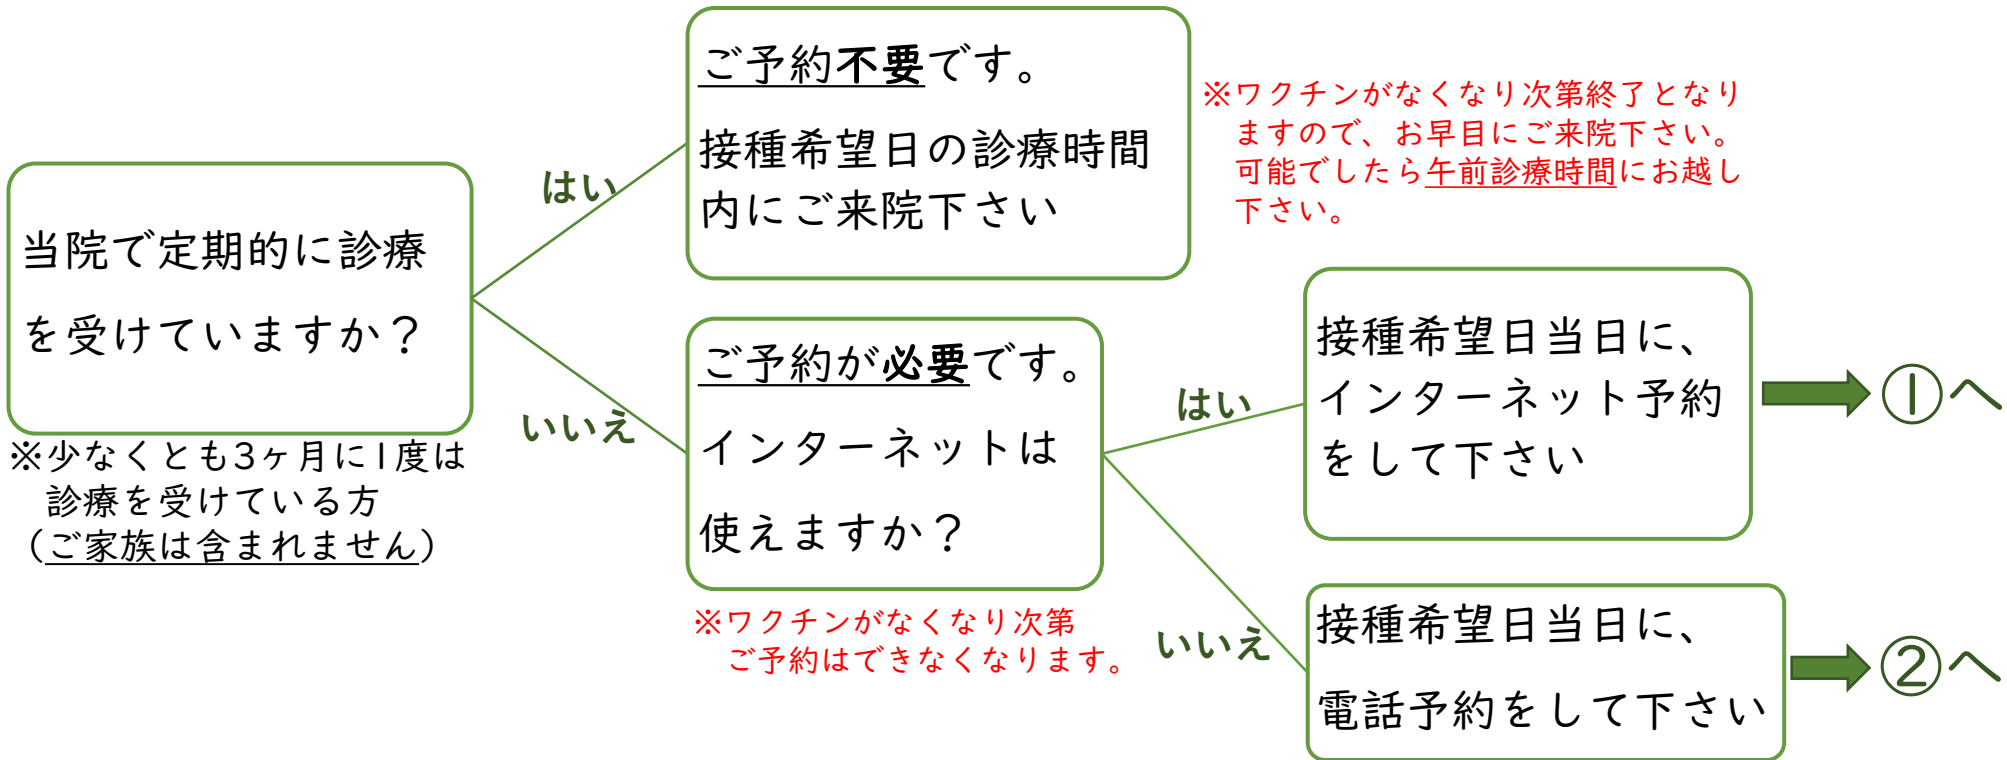 当院で定期的に診療
を受けていますか？
※少なくとも3ヶ月に1度は
診療を受けている方
（ご家族は含まれません）
はい
ご予約不要です。
接種希望日の診療時間
内にご来院下さい
※ワクチンがなくなり次第終了となり
ますので、お早目にご来院下さい。
可能でしたら午前診療時間にお越し
下さい。
いいえ
ご予約が必要です。
インターネットは
使えますか？
※ワクチンがなくなり次第
ご予約はできなくなります。
はい
接種希望日当日に、
インターネット予約
をして下さい
①へ
いいえ
接種希望日当日に、
電話予約をして下さい
②へ